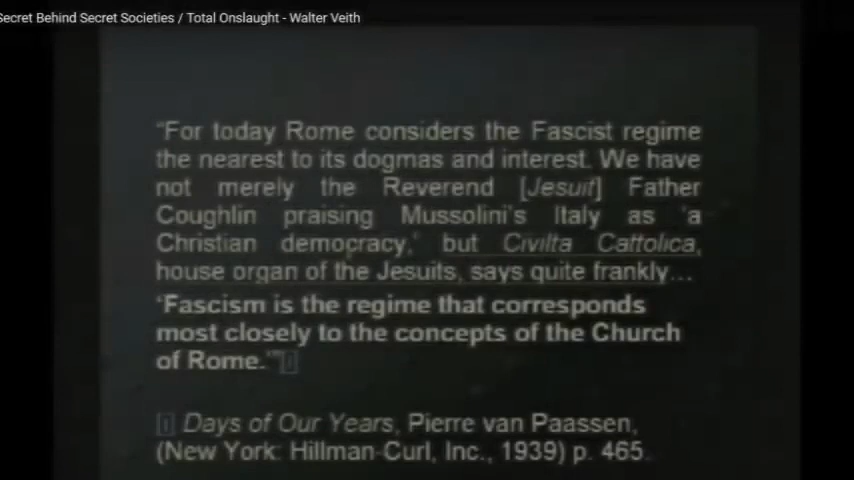 Secret Behind Secret Societies / Total Onslaught - Walter Veith
“For today Rome considers the Fascist regime
the nearest to its dogmas and interest. We have
not merely the Reverend [Jesuit] Father
Coughlin praising Mussolini's Italy as 'a
Christian democracy,' but Civilta Cattolica,
house organ of the Jesuits, says quite frankly...
‘Fascism is the regime that corresponds
most closely to the concepts of the Church
of Rome.’”[]
[] Days of Our Years, Pierre van Paassen,
(New York: Hillman-Curl, Inc., 1939) p. 465.